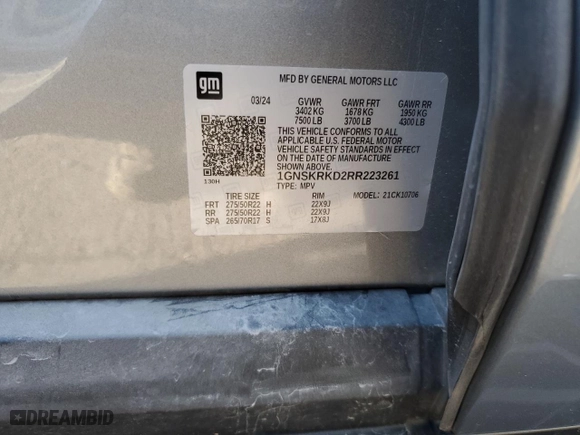 gm
MFD BY GENERAL MOTORS LLC
03/24 GVWR GAWR FRT GAWR RR
3402 KG 1678 KG 1950 KG
7500 LB 3700 LB 4300 LB
THIS VEHICLE CONFORMS TO ALL
APPLICABLE U.S. FEDERAL MOTOR
VEHICLE SAFETY STANDARDS IN
EFFECT ON THE DATE OF MANUFACTURE
SHOWN ABOVE.
1GNSKRKD2RR223261
TYPE: MPV MODEL: 21CK10706
TIRE SIZE RIM
FRT 275/50R22 H 22X9J
RR 275/50R22 H 22X9J
SPA 265/70R17 S 17X8J
DREAMBID